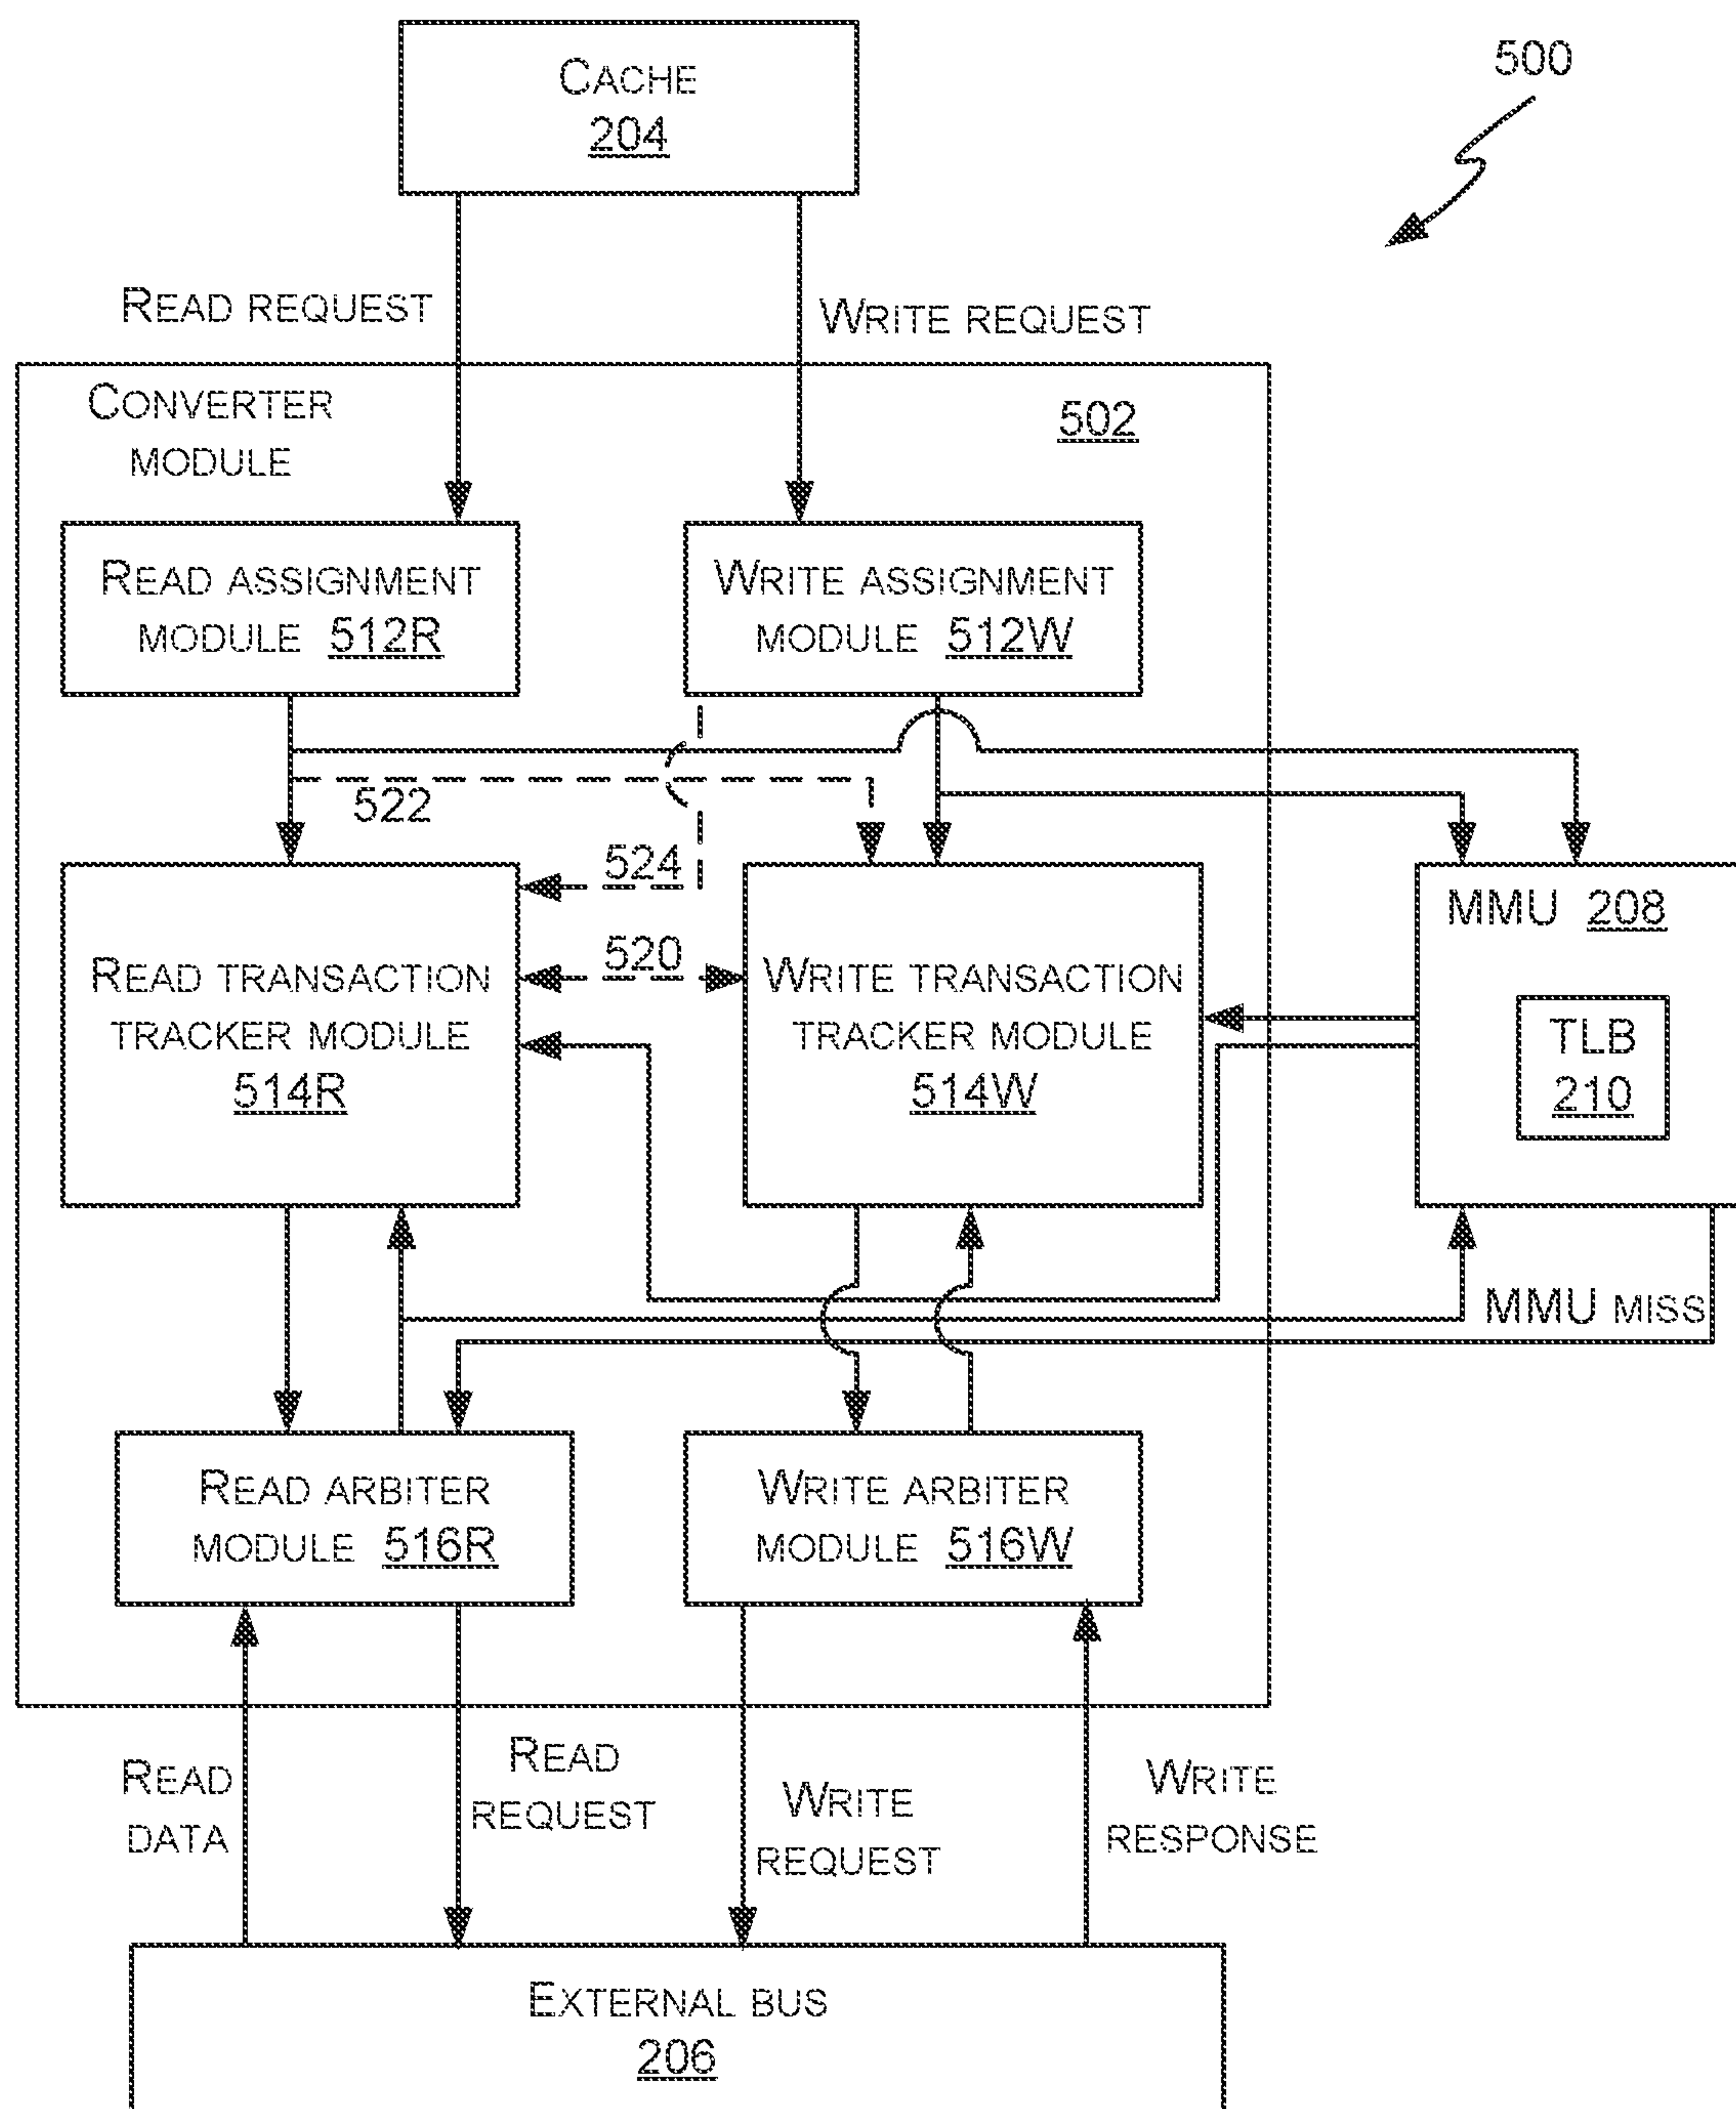 CACHE
204
500
READ REQUEST
WRITE REQUEST
CONVERTER
MODULE
502
READ ASSIGNMENT
MODULE 512R
WRITE ASSIGNMENT
MODULE 512W
522
524
520
READ TRANSACTION
TRACKER MODULE
514R
WRITE TRANSACTION
TRACKER MODULE
514W
MMU 208
TLB
210
MMU MISS
READ ARBITER
MODULE 516R
WRITE ARBITER
MODULE 516W
READ
DATA
READ
REQUEST
WRITE
REQUEST
WRITE
RESPONSE
EXTERNAL BUS
206